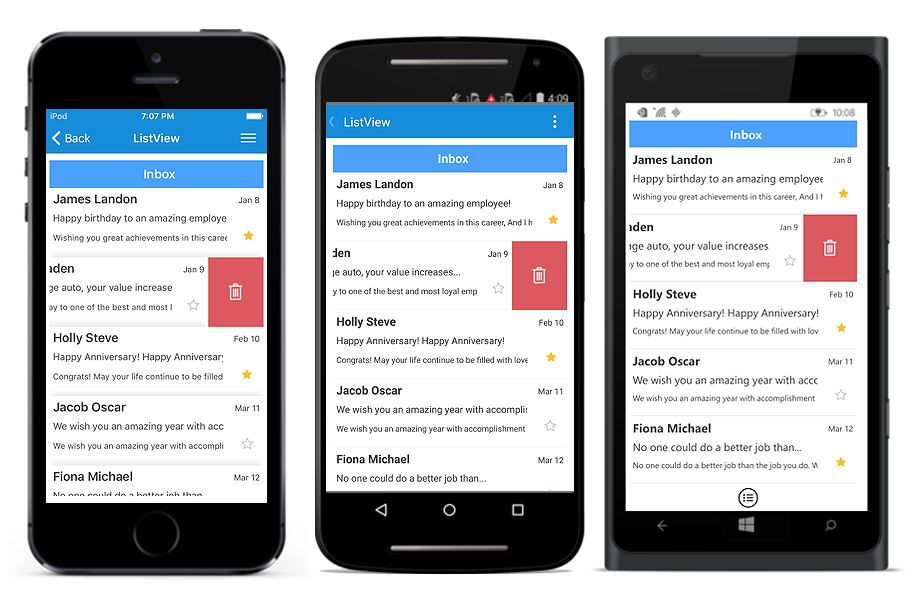 iPod 7:07 PM
Back ListView
Inbox
James Landon Jan 8
Happy birthday to an amazing employe
Wishing you great achievements in this caree
aden Jan 9
ge auto, your value increase
ay to one of the best and most l
Holly Steve Feb 10
Happy Anniversary! Happy Anniversary
Congrats! May your life continue to be filled
Jacob Oscar Mar 11
We wish you an amazing year with acc
We wish you an amazing year with accompli
Fiona Michael Mar 12
No one could do a better job than
4:09
ListView
Inbox
James Landon Jan 8
Happy birthday to an amazing employee!
Wishing you great achievements in this career, And I h
den Jan 9
ge auto, your value increases...
y to one of the best and most loyal emp
Holly Steve Feb 10
Happy Anniversary! Happy Anniversary!
Congrats! May your life continue to be filled with love
Jacob Oscar Mar 11
We wish you an amazing year with accomplis
We wish you an amazing year with accomplishment
Fiona Michael Mar 12
No one could do a better job than...
10:08
Inbox
James Landon Jan 8
Happy birthday to an amazing employee
Wishing you great achievements in this career, And I h
den Jan 9
ge auto, your value increases
y to one of the best and most loyal emp
Holly Steve Feb 10
Happy Anniversary! Happy Anniversary!
Congrats! May your life continue to be filled with lov
Jacob Oscar Mar 11
We wish you an amazing year with acco
We wish you an amazing year with accomplishment
Fiona Michael Mar 12
No one could do a better job than...
No one could do a better job than the job you do. W